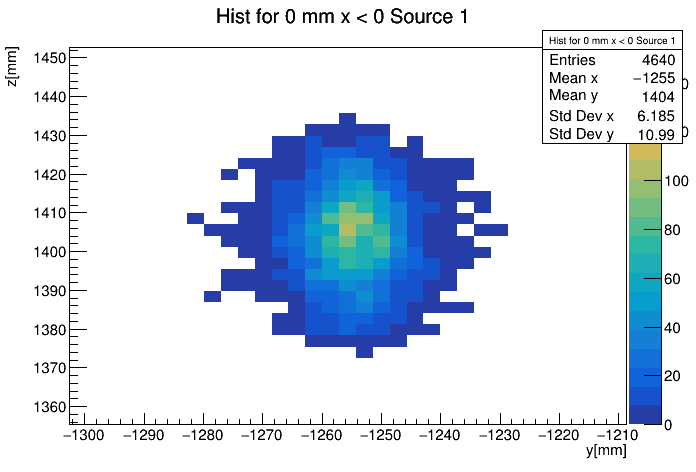 Hist for 0 mm x < 0 Source 1
Hist for 0 mm x < 0 Source 1
Entries 4640
Mean x −1255
Mean y 1404
Std Dev x 6.185
Std Dev y 10.99
z[mm]
1450
1440
1430
1420
1410
1400
1390
1380
1370
1360
100
80
60
40
20
0
−1300 −1290 −1280 −1270 −1260 −1250 −1240 −1230 −1220 −1210
y[mm]